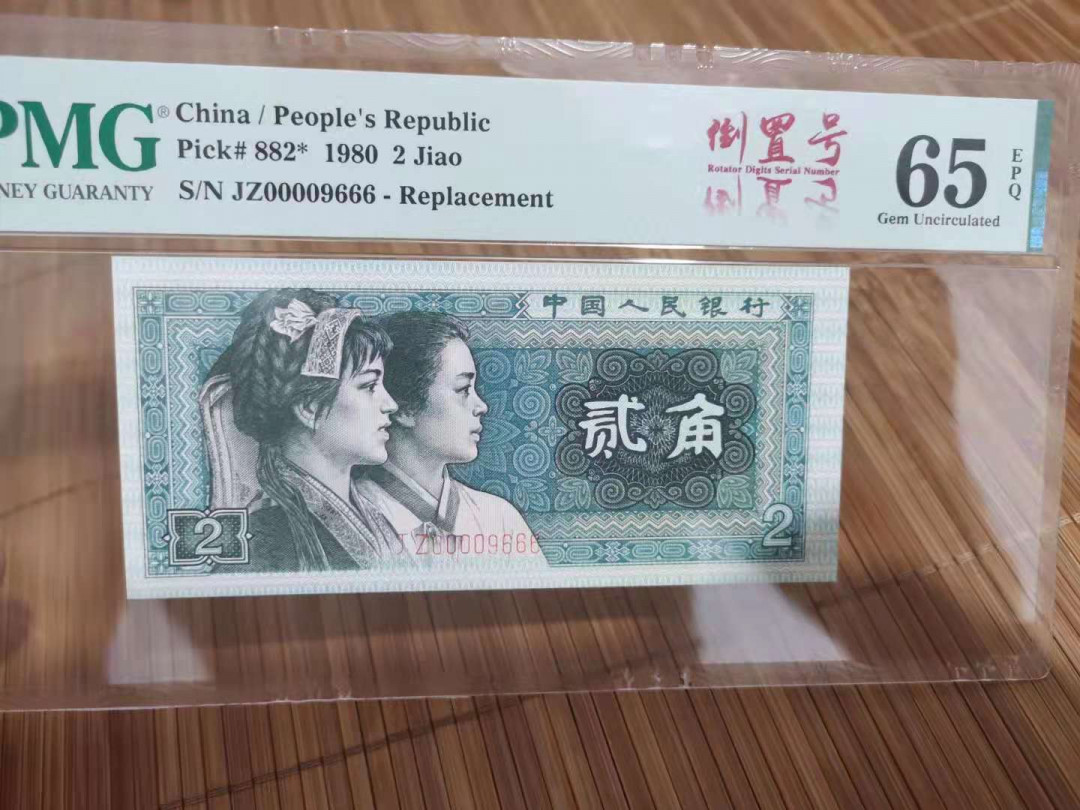 PMG®
NEY GUARANTY
China / People's Republic
Pick# 882* 1980 2 Jiao
S/N JZ00009666 - Replacement
倒置号
Rotator Digits Serial Number
65
EPQ
Gem Uncirculated
中国人民银行
贰角
2
2
JZ00009666